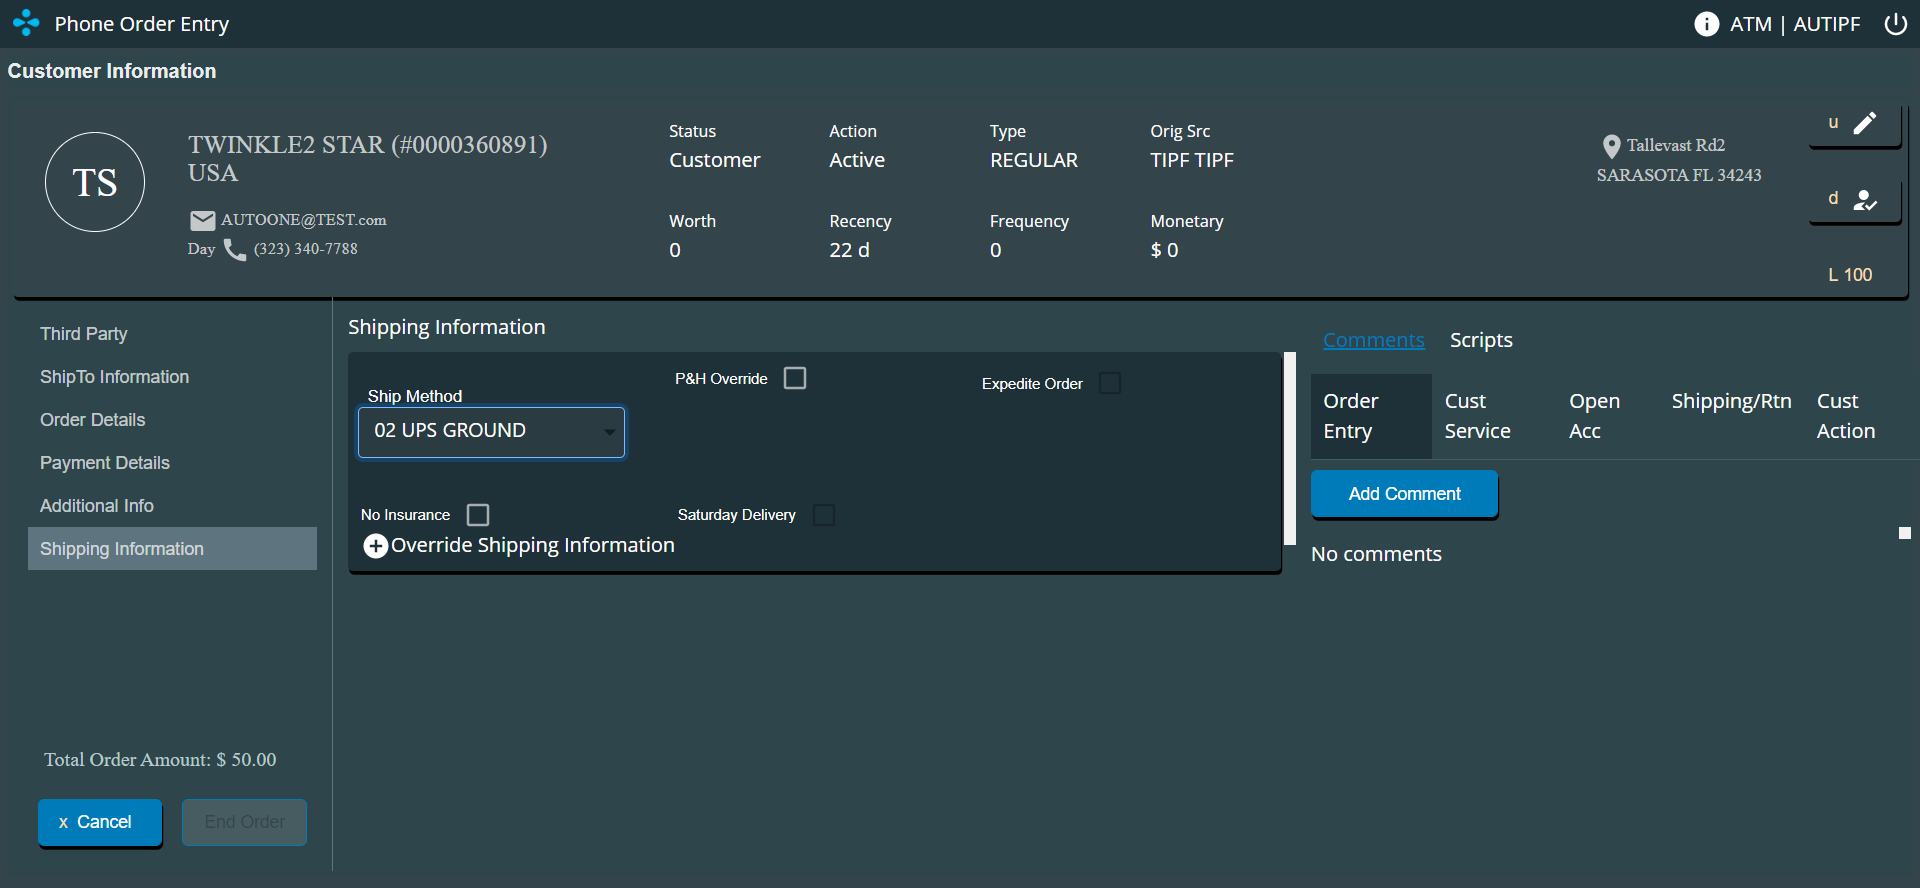 Phone Order Entry
ATM | AUTIPF
Customer Information
TS
TWINKLE2 STAR (#0000360891)
USA
AUTOONE@TEST.com
Day (323) 340-7788
Status
Customer
Action
Active
Type
REGULAR
Orig Src
TIPF TIPF
Worth
0
Recency
22 d
Frequency
0
Monetary
$ 0
Tallevast Rd2
SARASOTA FL 34243
u
d
L 100
Third Party
ShipTo Information
Order Details
Payment Details
Additional Info
Shipping Information
Total Order Amount: $ 50.00
x Cancel
End Order
Shipping Information
Ship Method
02 UPS GROUND
P&H Override
Expedite Order
No Insurance
Saturday Delivery
Override Shipping Information
Comments
Scripts
Order
Entry
Cust
Service
Open
Acc
Shipping/Rtn
Cust
Action
Add Comment
No comments